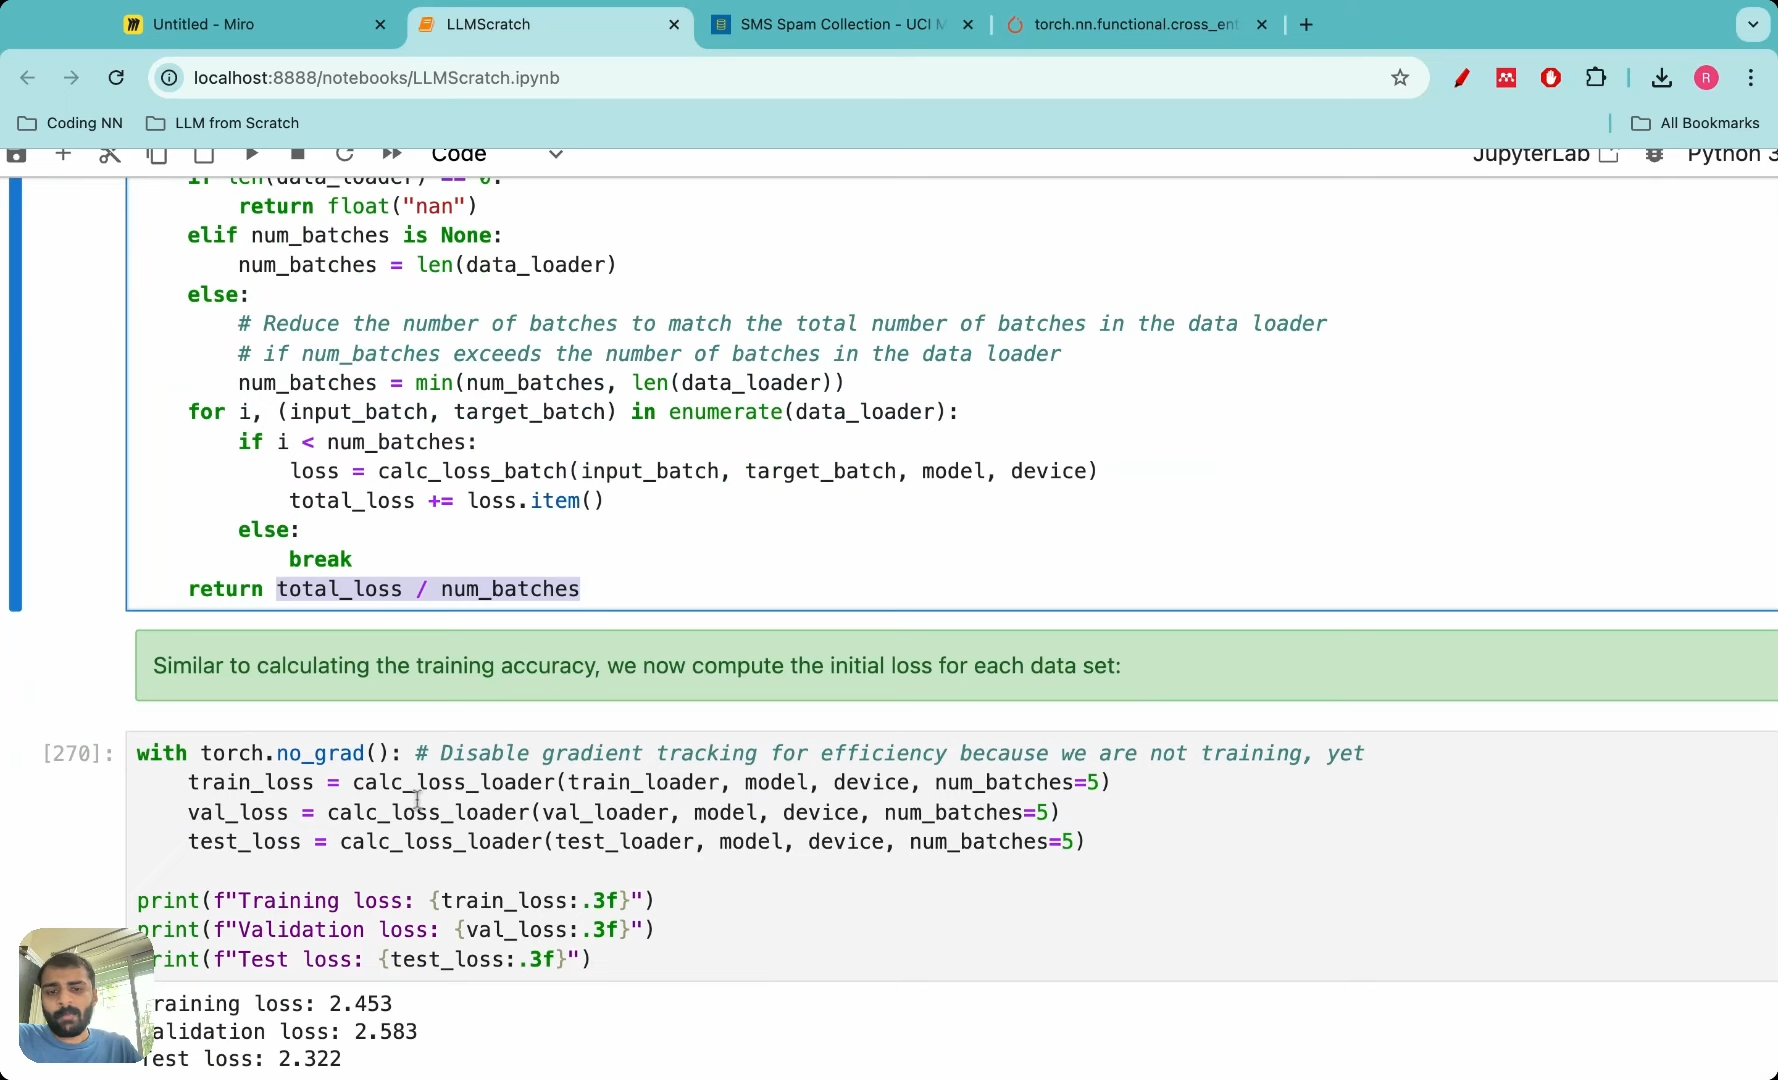 Untitled - Miro
LLMScratch
SMS Spam Collection - UCI M
torch.nn.functional.cross_ent
localhost:8888/notebooks/LLMScratch.ipynb
R
Coding NN
LLM from Scratch
All Bookmarks
Code
JupyterLab
Python 3
if len(data_loader) == 0:
return float("nan")
elif num_batches is None:
num_batches = len(data_loader)
else:
# Reduce the number of batches to match the total number of batches in the data loader
# if num_batches exceeds the number of batches in the data loader
num_batches = min(num_batches, len(data_loader))
for i, (input_batch, target_batch) in enumerate(data_loader):
if i < num_batches:
loss = calc_loss_batch(input_batch, target_batch, model, device)
total_loss += loss.item()
else:
break
return total_loss / num_batches
Similar to calculating the training accuracy, we now compute the initial loss for each data set:
[270]:
with torch.no_grad(): # Disable gradient tracking for efficiency because we are not training, yet
train_loss = calc_loss_loader(train_loader, model, device, num_batches=5)
val_loss = calc_loss_loader(val_loader, model, device, num_batches=5)
test_loss = calc_loss_loader(test_loader, model, device, num_batches=5)
print(f"Training loss: {train_loss:.3f}")
print(f"Validation loss: {val_loss:.3f}")
rint(f"Test loss: {test_loss:.3f}")
raining loss: 2.453
alidation loss: 2.583
Test loss: 2.322